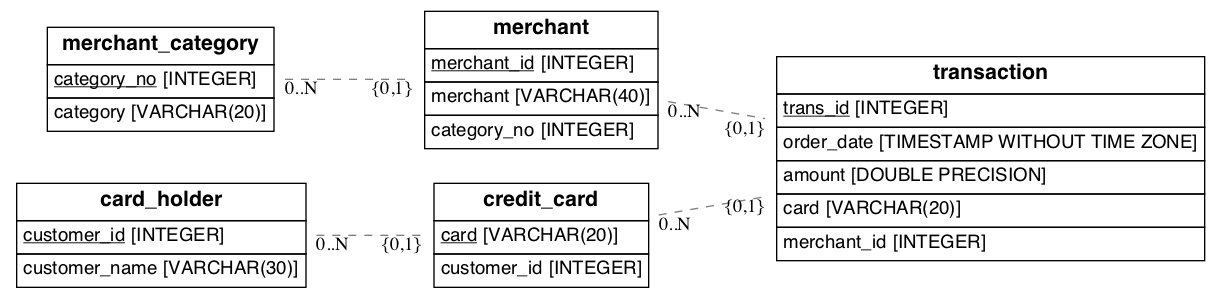 merchant_category
category_no [INTEGER]
category [VARCHAR(20)]
0..N
{0,1}
merchant
merchant_id [INTEGER]
merchant [VARCHAR(40)]
category_no [INTEGER]
0..N
{0,1}
transaction
trans_id [INTEGER]
order_date [TIMESTAMP WITHOUT TIME ZONE]
amount [DOUBLE PRECISION]
card [VARCHAR(20)]
merchant_id [INTEGER]
card_holder
customer_id [INTEGER]
customer_name [VARCHAR(30)]
0..N
{0,1}
credit_card
card [VARCHAR(20)]
customer_id [INTEGER]
0..N
{0,1}